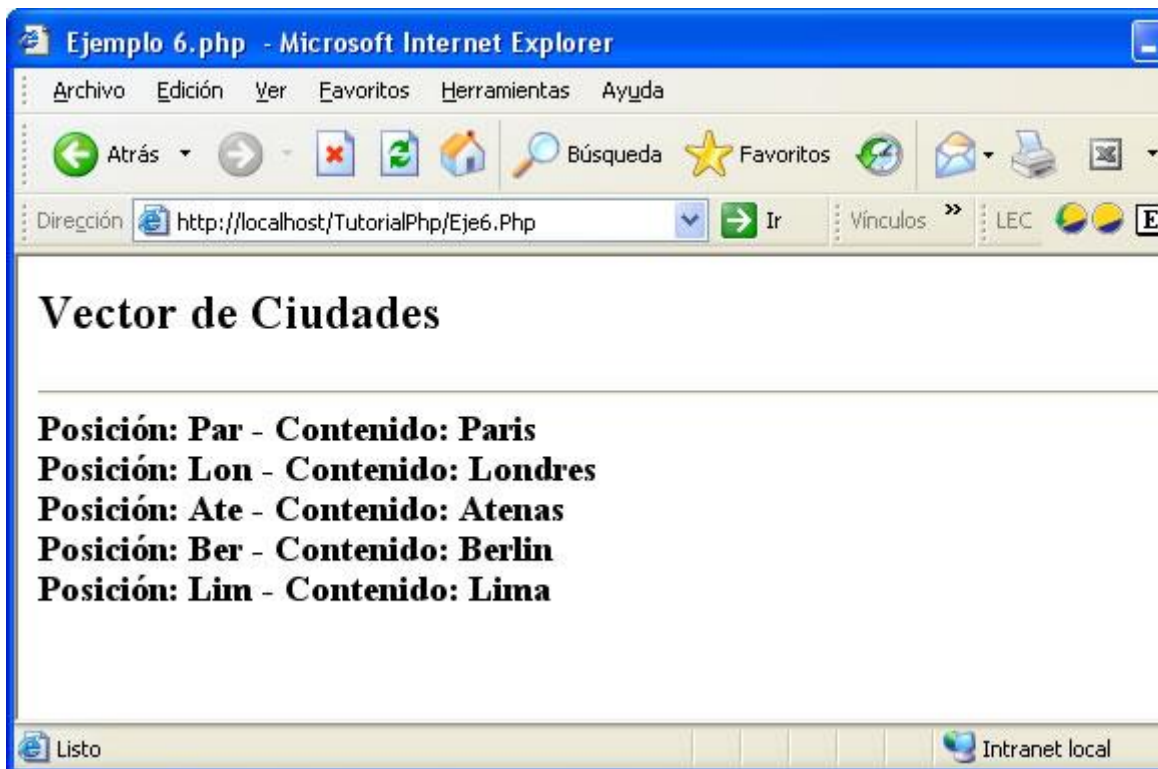 Ejemplo 6.php - Microsoft Internet Explorer
Archivo Edición Ver Favoritos Herramientas Ayuda
Atrás Búsqueda Favoritos
Dirección http://localhost/TutorialPhp/Eje6.Php Ir Vínculos » LEC E
Vector de Ciudades
Posición: Par - Contenido: Paris
Posición: Lon - Contenido: Londres
Posición: Ate - Contenido: Atenas
Posición: Ber - Contenido: Berlin
Posición: Lim - Contenido: Lima
Listo Intranet local